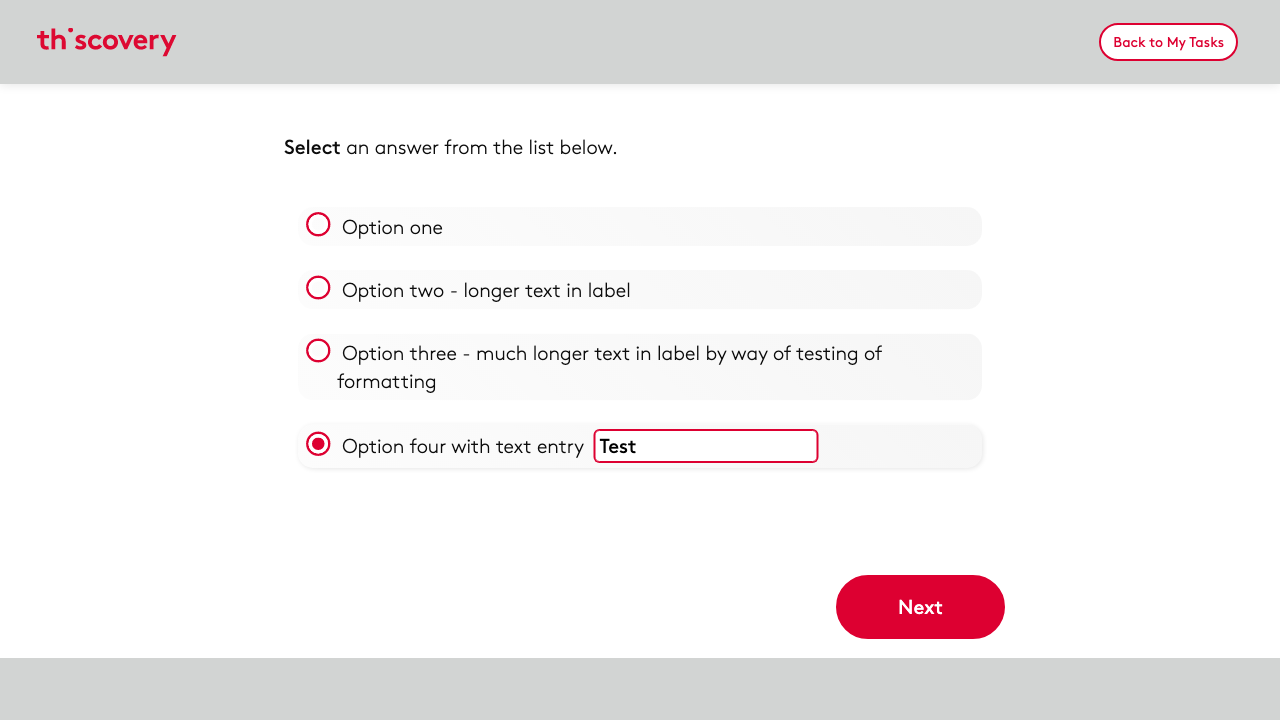 thiscovery
Back to My Tasks
Select an answer from the list below.
Option one
Option two - longer text in label
Option three - much longer text in label by way of testing of
formatting
Option four with text entry Test
Next